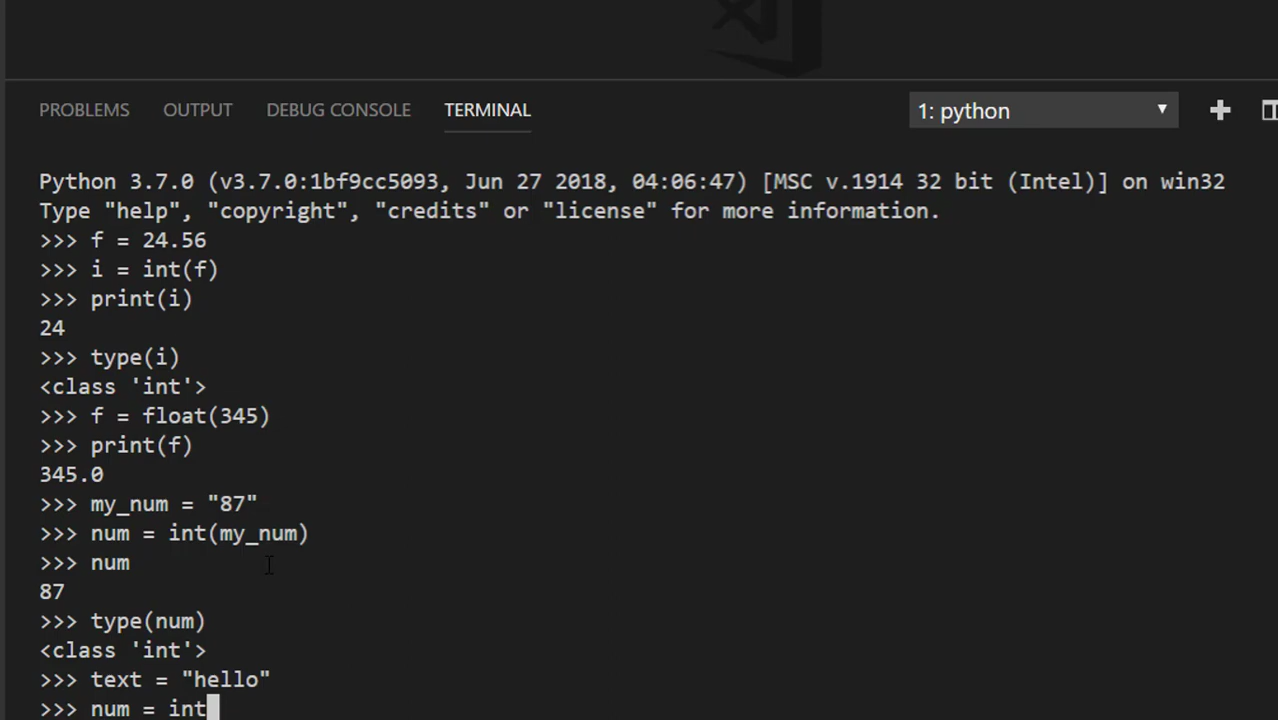 PROBLEMS OUTPUT DEBUG CONSOLE TERMINAL 1: python
Python 3.7.0 (v3.7.0:1bf9cc5093, Jun 27 2018, 04:06:47) [MSC v.1914 32 bit (Intel)] on win32
Type "help", "copyright", "credits" or "license" for more information.
>>> f = 24.56
>>> i = int(f)
>>> print(i)
24
>>> type(i)
<class 'int'>
>>> f = float(345)
>>> print(f)
345.0
>>> my_num = "87"
>>> num = int(my_num)
>>> num
87
>>> type(num)
<class 'int'>
>>> text = "hello"
>>> num = int